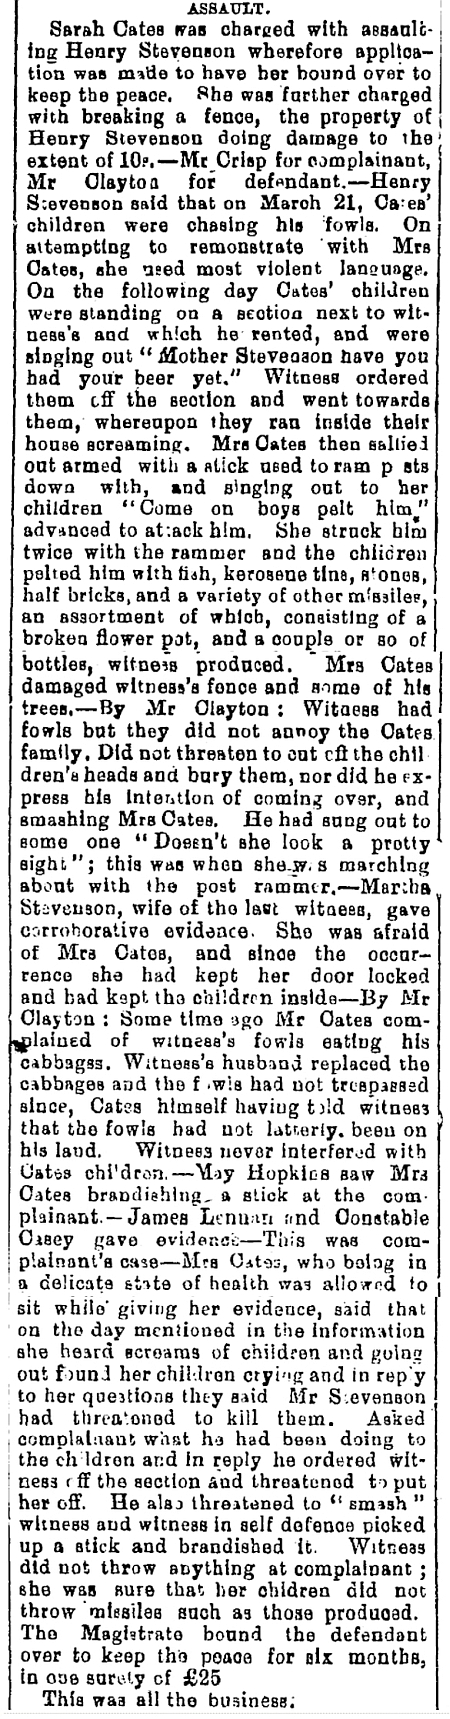 ASSAULT.
Sarah Cates was charged with assault-
ing Henry Stevenson wherefore applica-
tion was made to have her bound over to
keep the peace. She was further charged
with breaking a fence, the property of
Henry Stevenson doing damage to the
extent of 10s.—Mr Crisp for complainant,
Mr Clayton for defendant.—Henry
Stevenson said that on March 21, Cates'
children were chasing his fowls. On
attempting to remonstrate with Mrs
Cates, she used most violent language.
On the following day Cates' children
were standing on a section next to wit-
ness's and which he rented, and were
singing out "Mother Stevenson have you
had your beer yet." Witness ordered
them off the section and went towards
them, whereupon they ran inside their
house screaming. Mrs Cates then sallied
out armed with a stick used to ram p sts
down with, and singing out to her
children "Come on boys pelt him,"
advanced to attack him. She struck him
twice with the rammer and the children
pelted him with fish, kerosene tins, stones,
half bricks, and a variety of other missiles,
an assortment of which, consisting of a
broken flower pot, and a couple or so of
bottles, witness produced. Mrs Cates
damaged witness's fence and some of his
trees.—By Mr Clayton: Witness had
fowls but they did not annoy the Cates
family. Did not threaten to cut off the chil
dren's heads and bury them, nor did he ex-
press his intention of coming over, and
smashing Mrs Cates. He had sung out to
some one "Doesn't she look a pretty
sight"; this was when she w.s marching
about with the post rammer.—Martha
Stevenson, wife of the last witness, gave
corroborative evidence. She was afraid
of Mrs Cates, and since the occur-
rence she had kept her door locked
and had kept the children inside—By Mr
Clayton: Some time ago Mr Cates com-
plained of witness's fowls eating his
cabbages. Witness's husband replaced the
cabbages and the f wls had not trespassed
since, Cates himself having told witness
that the fowls had not latterly. been on
his land. Witness never interfered with
Cates children.—May Hopkins saw Mrs
Cates brandishing a stick at the com-
plainant.—James Lennan and Constable
Casey gave evidence—This was com-
plainant's case—Mrs Cates, who being in
a delicate state of health was allowed to
sit while giving her evidence, said that
on the day mentioned in the information
she heard screams of children and going
out found her children crying and in reply
to her questions they said Mr Stevenson
had threatened to kill them. Asked
complainant what he had been doing to
the children and in reply he ordered wit-
ness off the section and threatened to put
her off. He also threatened to "smash"
witness and witness in self defence picked
up a stick and brandished it. Witness
did not throw anything at complainant;
she was sure that her children did not
throw missiles such as those produced.
The Magistrate bound the defendant
over to keep the peace for six months,
in one surety of £25
This was all the business.